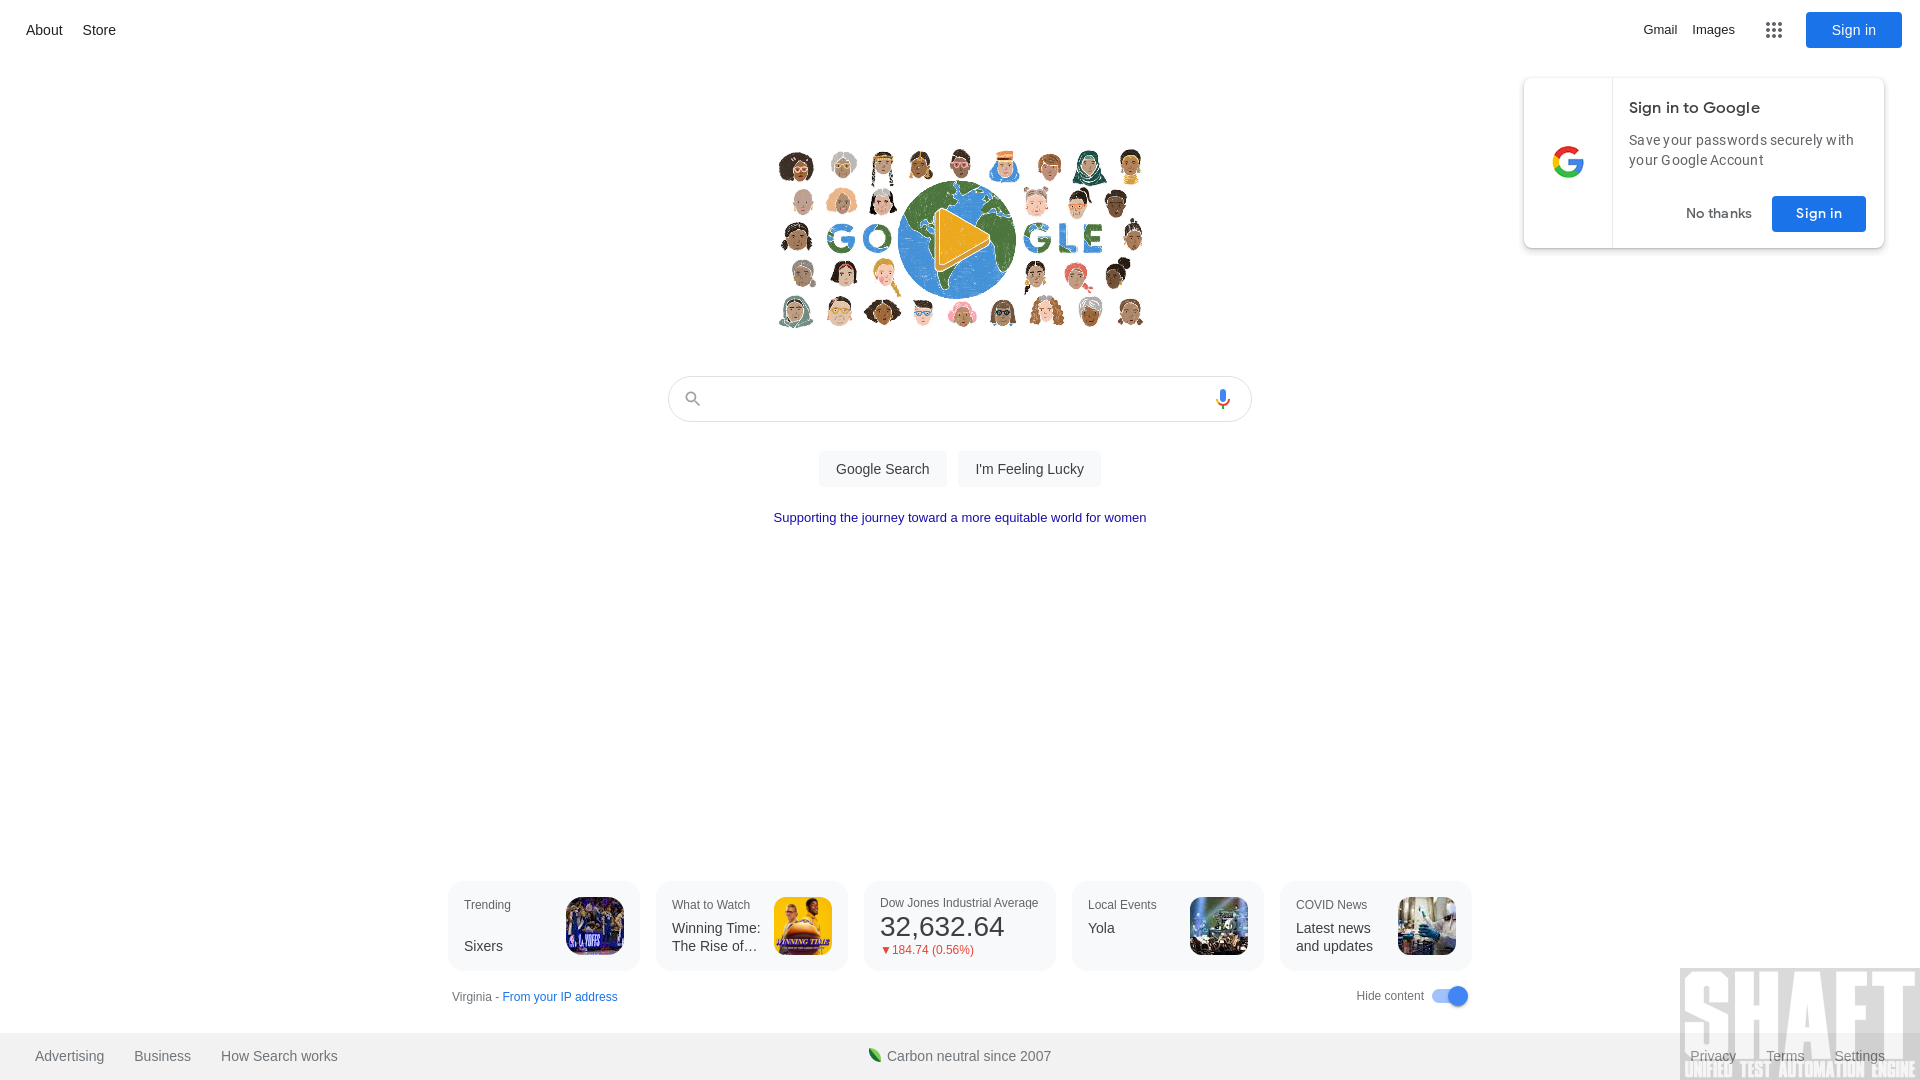 About
Store
Gmail
Images
Sign in
Sign in to Google
Save your passwords securely with
your Google Account
No thanks
Sign in
GO GLE
Google Search
I'm Feeling Lucky
Supporting the journey toward a more equitable world for women
Trending
Sixers
What to Watch
Winning Time:
The Rise of...
WINNING TIME
Dow Jones Industrial Average
32,632.64
▼184.74 (0.56%)
Local Events
Yola
COVID News
Latest news
and updates
Virginia - From your IP address
Hide content
Advertising
Business
How Search works
Carbon neutral since 2007
Privacy
Terms
Settings
SHAFT
UNIFIED TEST AUTOMATION ENGINE